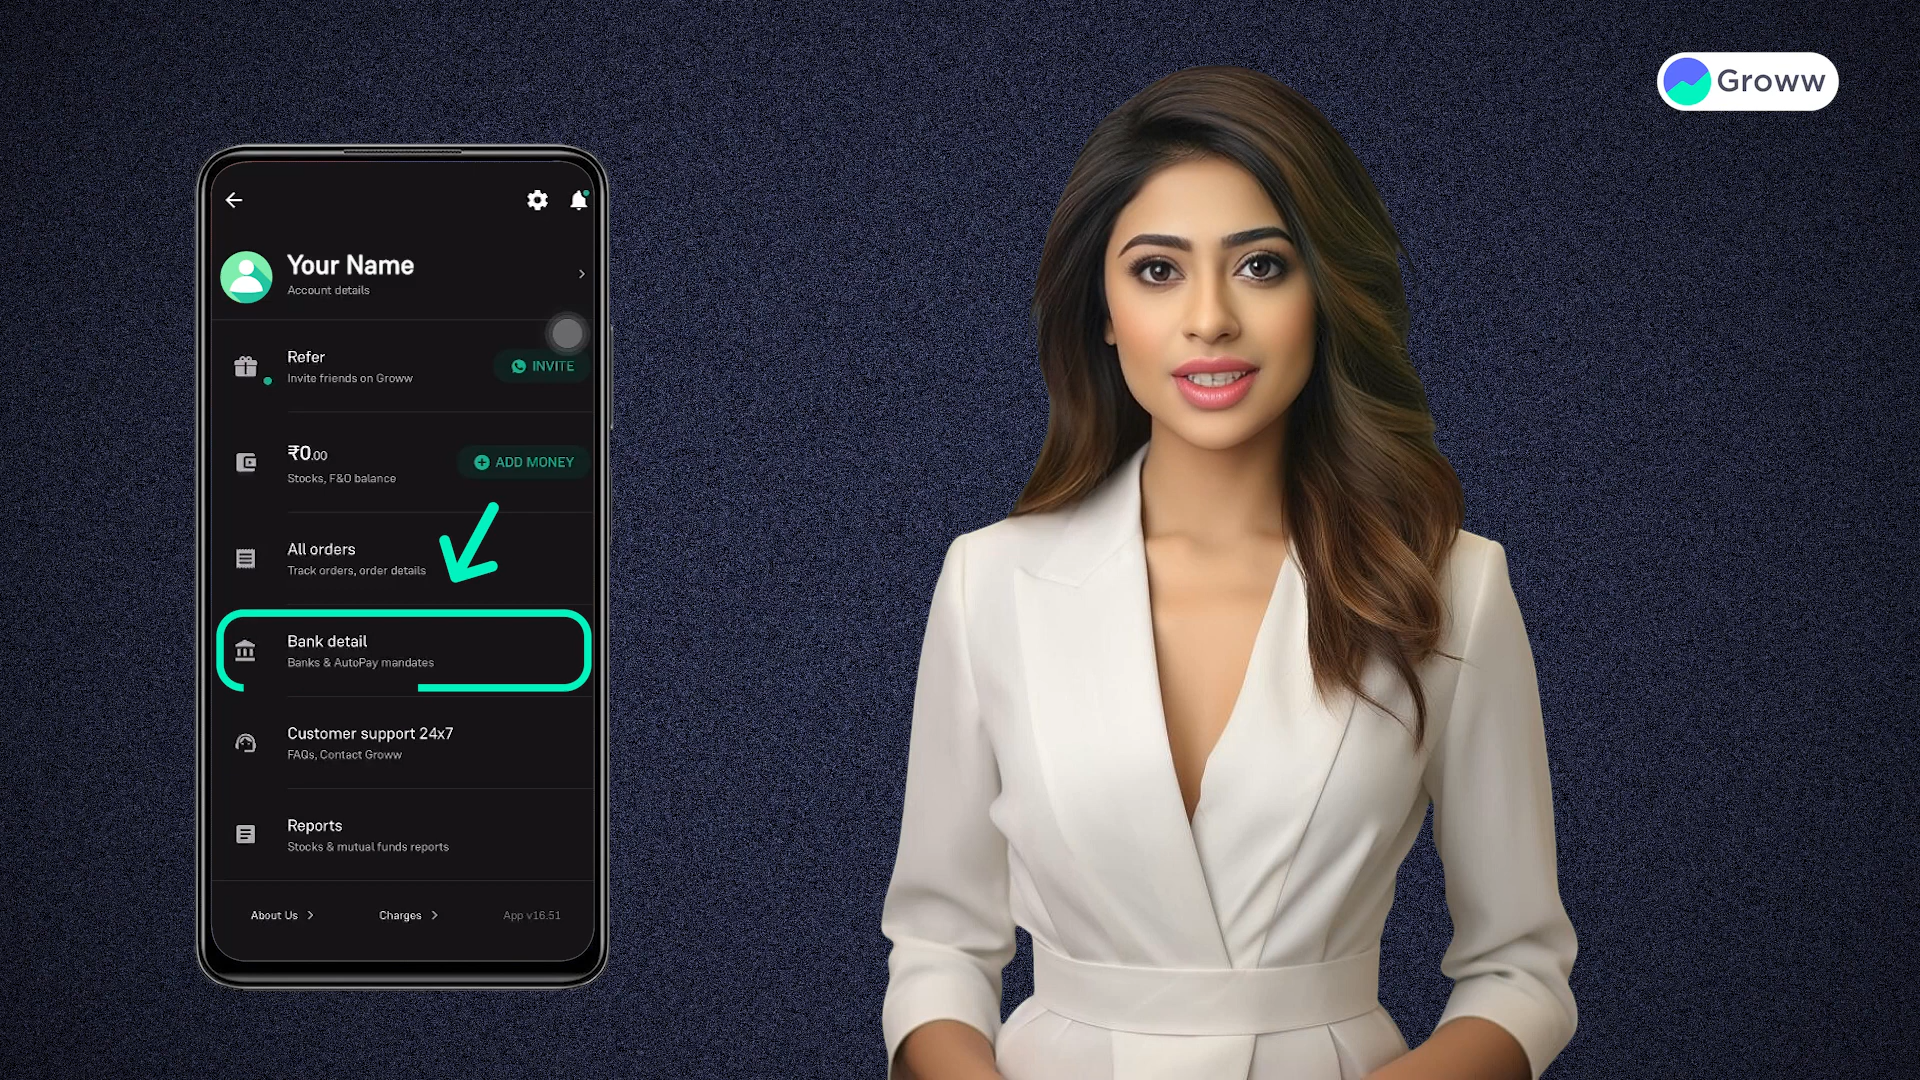 Groww
Your Name
Account details
Refer
Invite friends on Groww
INVITE
₹0.00
Stocks, F&O balance
ADD MONEY
All orders
Track orders, order details
Bank detail
Banks & AutoPay mandates
Customer support 24x7
FAQs, Contact Groww
Reports
Stocks & mutual funds reports
About Us
Charges
App v16.51